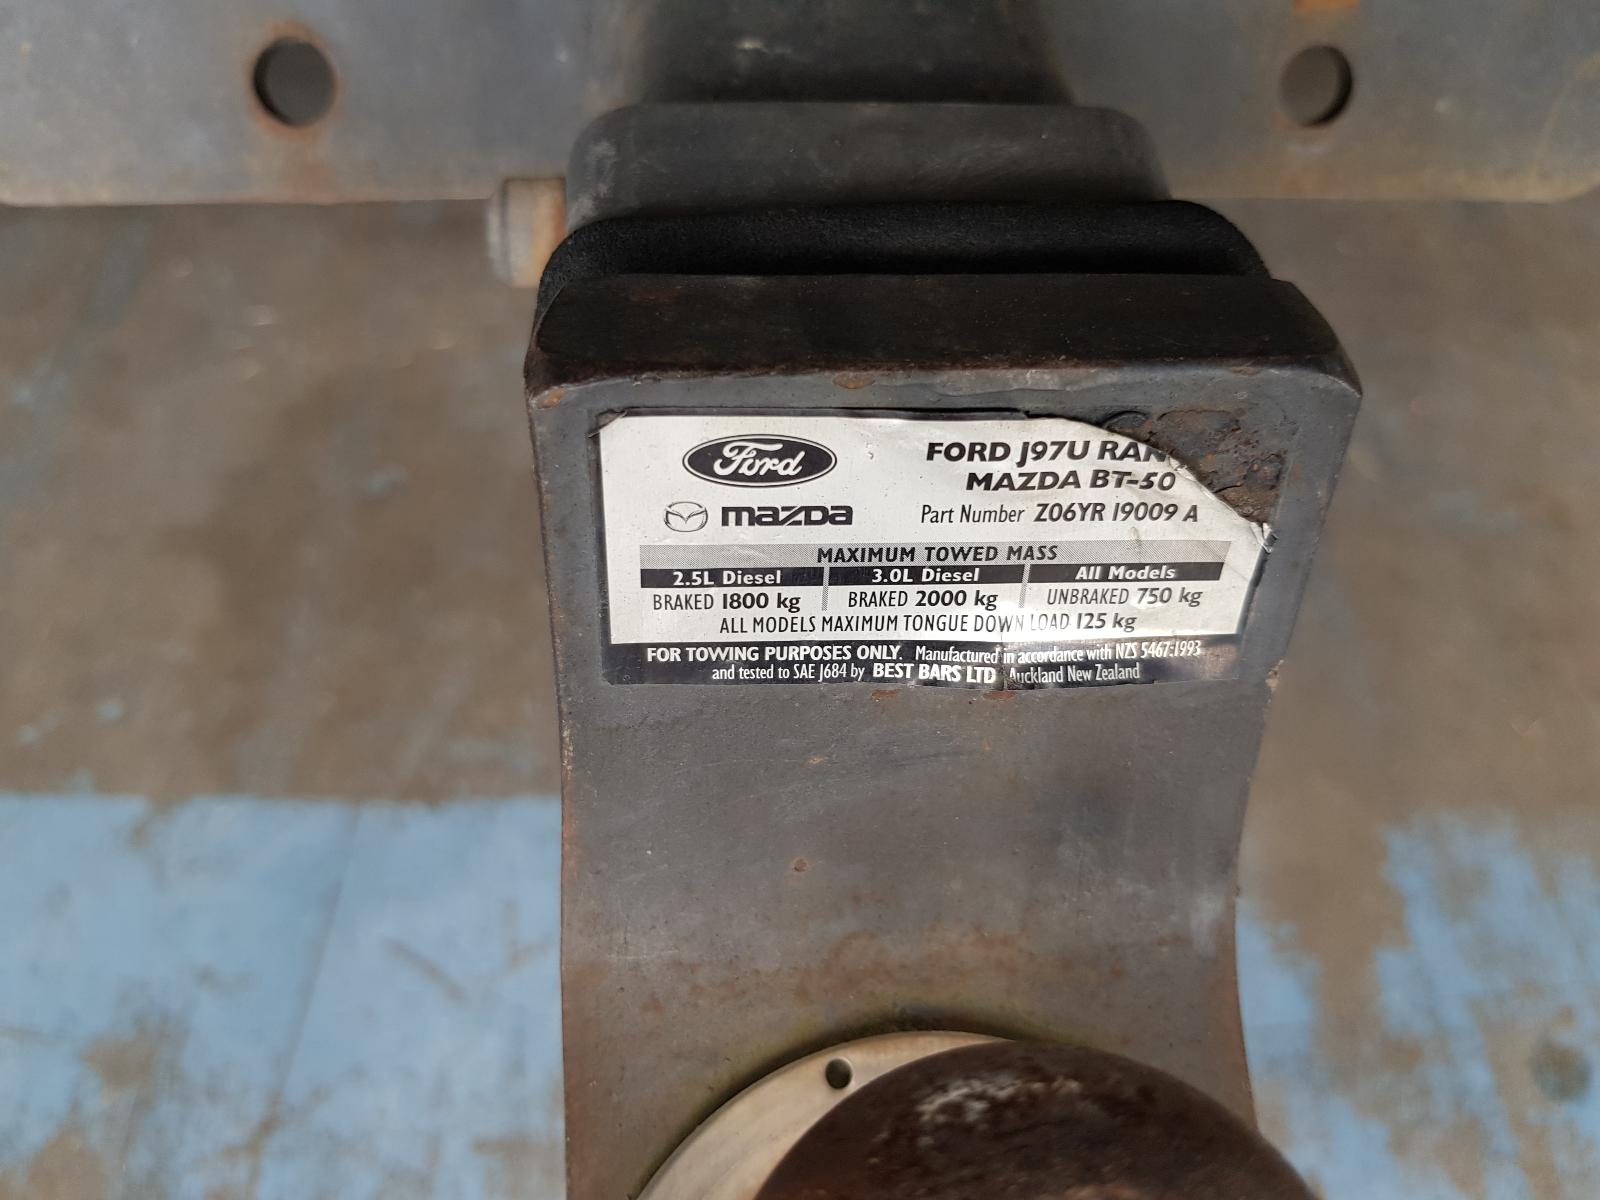 Ford
FORD J97U RAN
MAZDA BT-50
mazda
Part Number Z06YR 19009 A
MAXIMUM TOWED MASS
2.5L Diesel 3.0L Diesel All Models
BRAKED 1800 kg BRAKED 2000 kg UNBRAKED 750 kg
ALL MODELS MAXIMUM TONGUE DOWN LOAD 125 kg
FOR TOWING PURPOSES ONLY. Manufactured in accordance with NZS 5467:1993
and tested to SAE J684 by BEST BARS LTD Auckland New Zealand